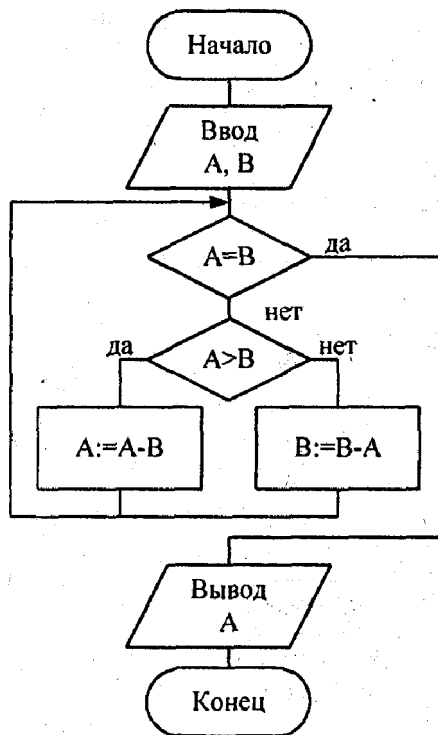 Начало
Ввод
A, B
A=B
да
нет
да
A>B
нет
A:=A-B
B:=B-A
Вывод
A
Конец